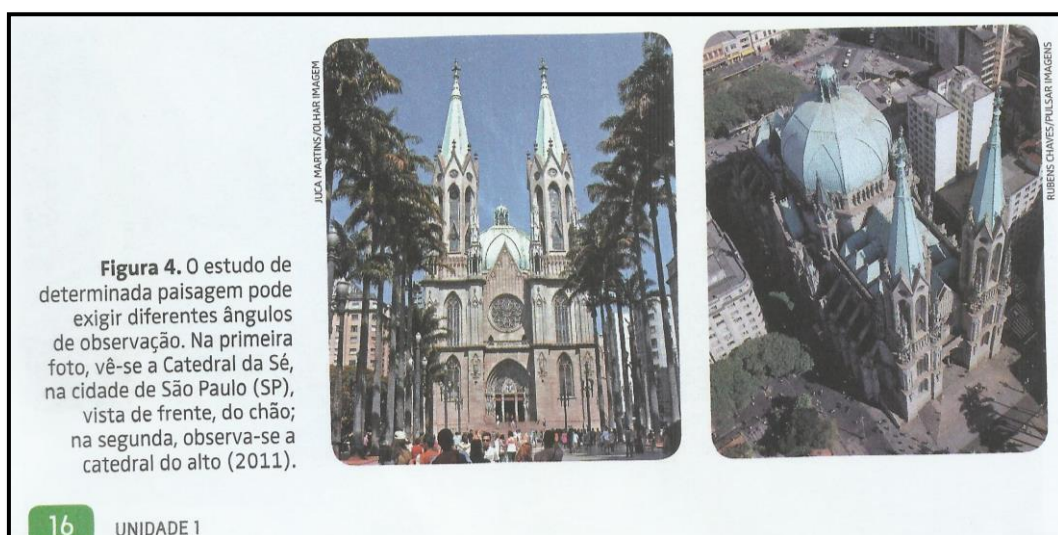 JUCA MARTINS/OLHAR IMAGEM
RUBENS CHAVES/PULSAR IMAGENS
Figura 4. O estudo de
determinada paisagem pode
exigir diferentes ângulos
de observação. Na primeira
foto, vê-se a Catedral da Sé,
na cidade de São Paulo (SP),
vista de frente, do chão;
na segunda, observa-se a
catedral do alto (2011).
16 UNIDADE 1